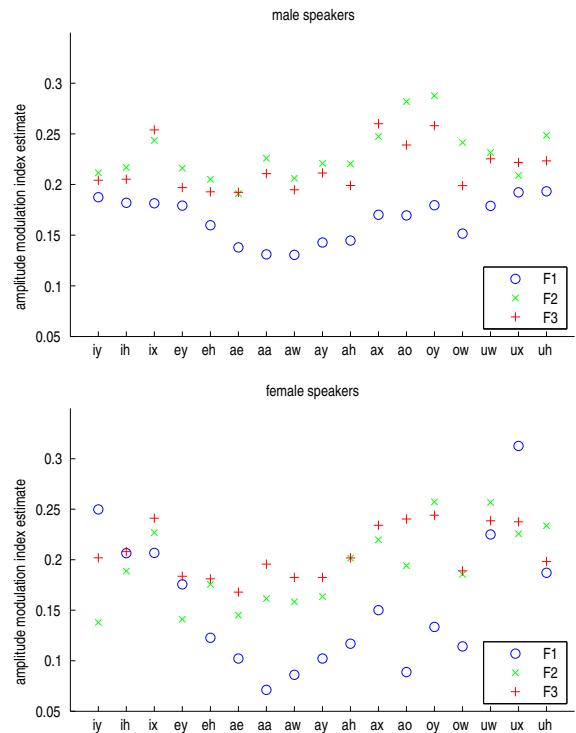 male speakers
amplitude modulation index estimate
0.3
0.25
0.2
0.15
0.1
0.05
iy ih ix ey eh ae aa aw ay ah ax ao oy ow uw ux uh
F1
F2
F3
female speakers
amplitude modulation index estimate
0.3
0.25
0.2
0.15
0.1
0.05
iy ih ix ey eh ae aa aw ay ah ax ao oy ow uw ux uh
F1
F2
F3